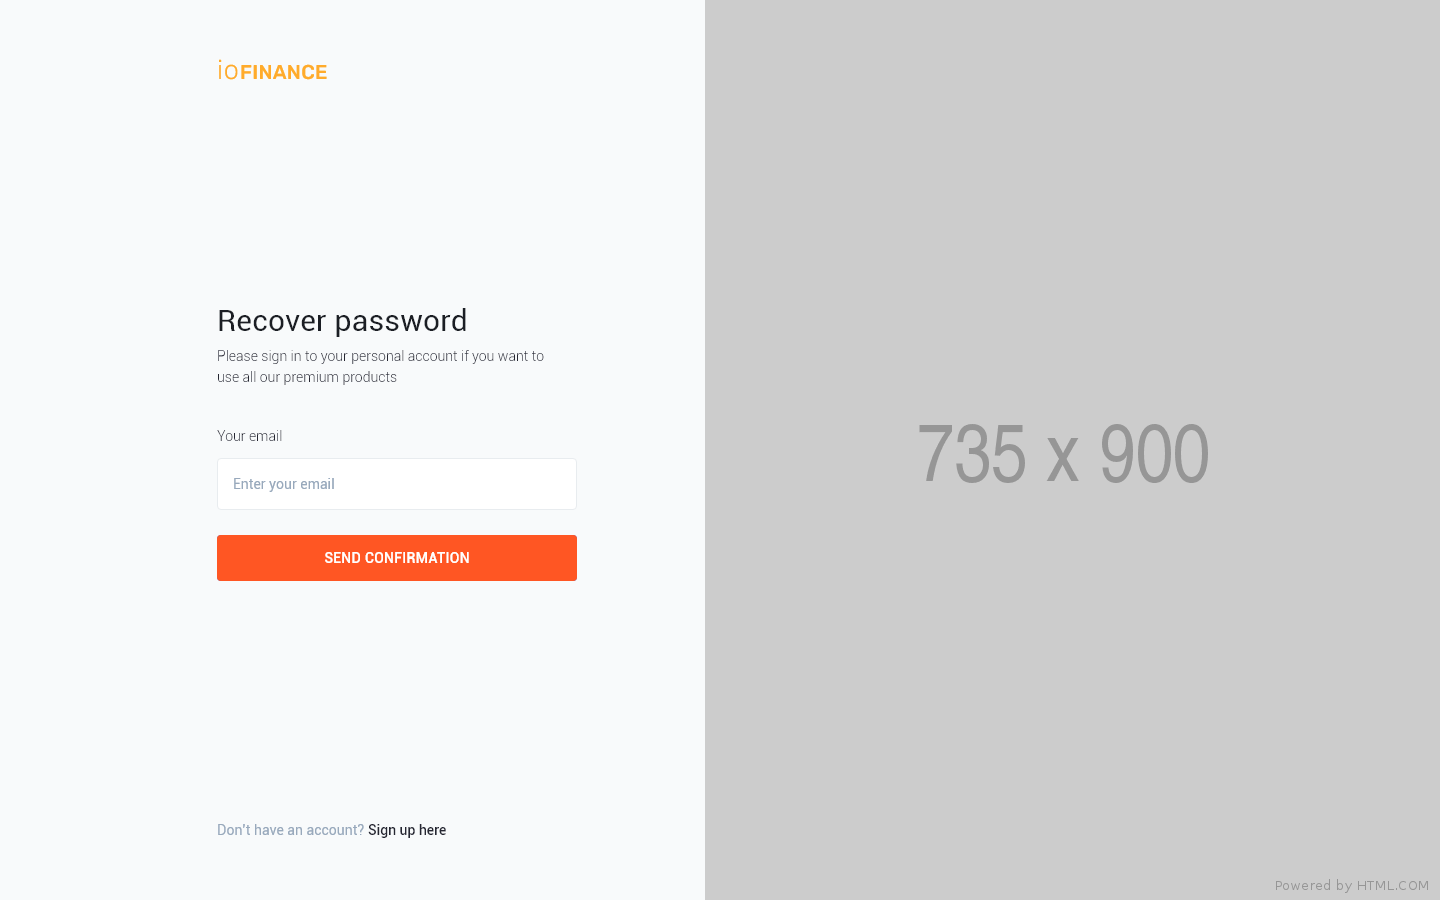 ioFINANCE
Recover password
Please sign in to your personal account if you want to
use all our premium products
Your email
Enter your email
SEND CONFIRMATION
Don't have an account? Sign up here
735 x 900
Powered by HTML.COM